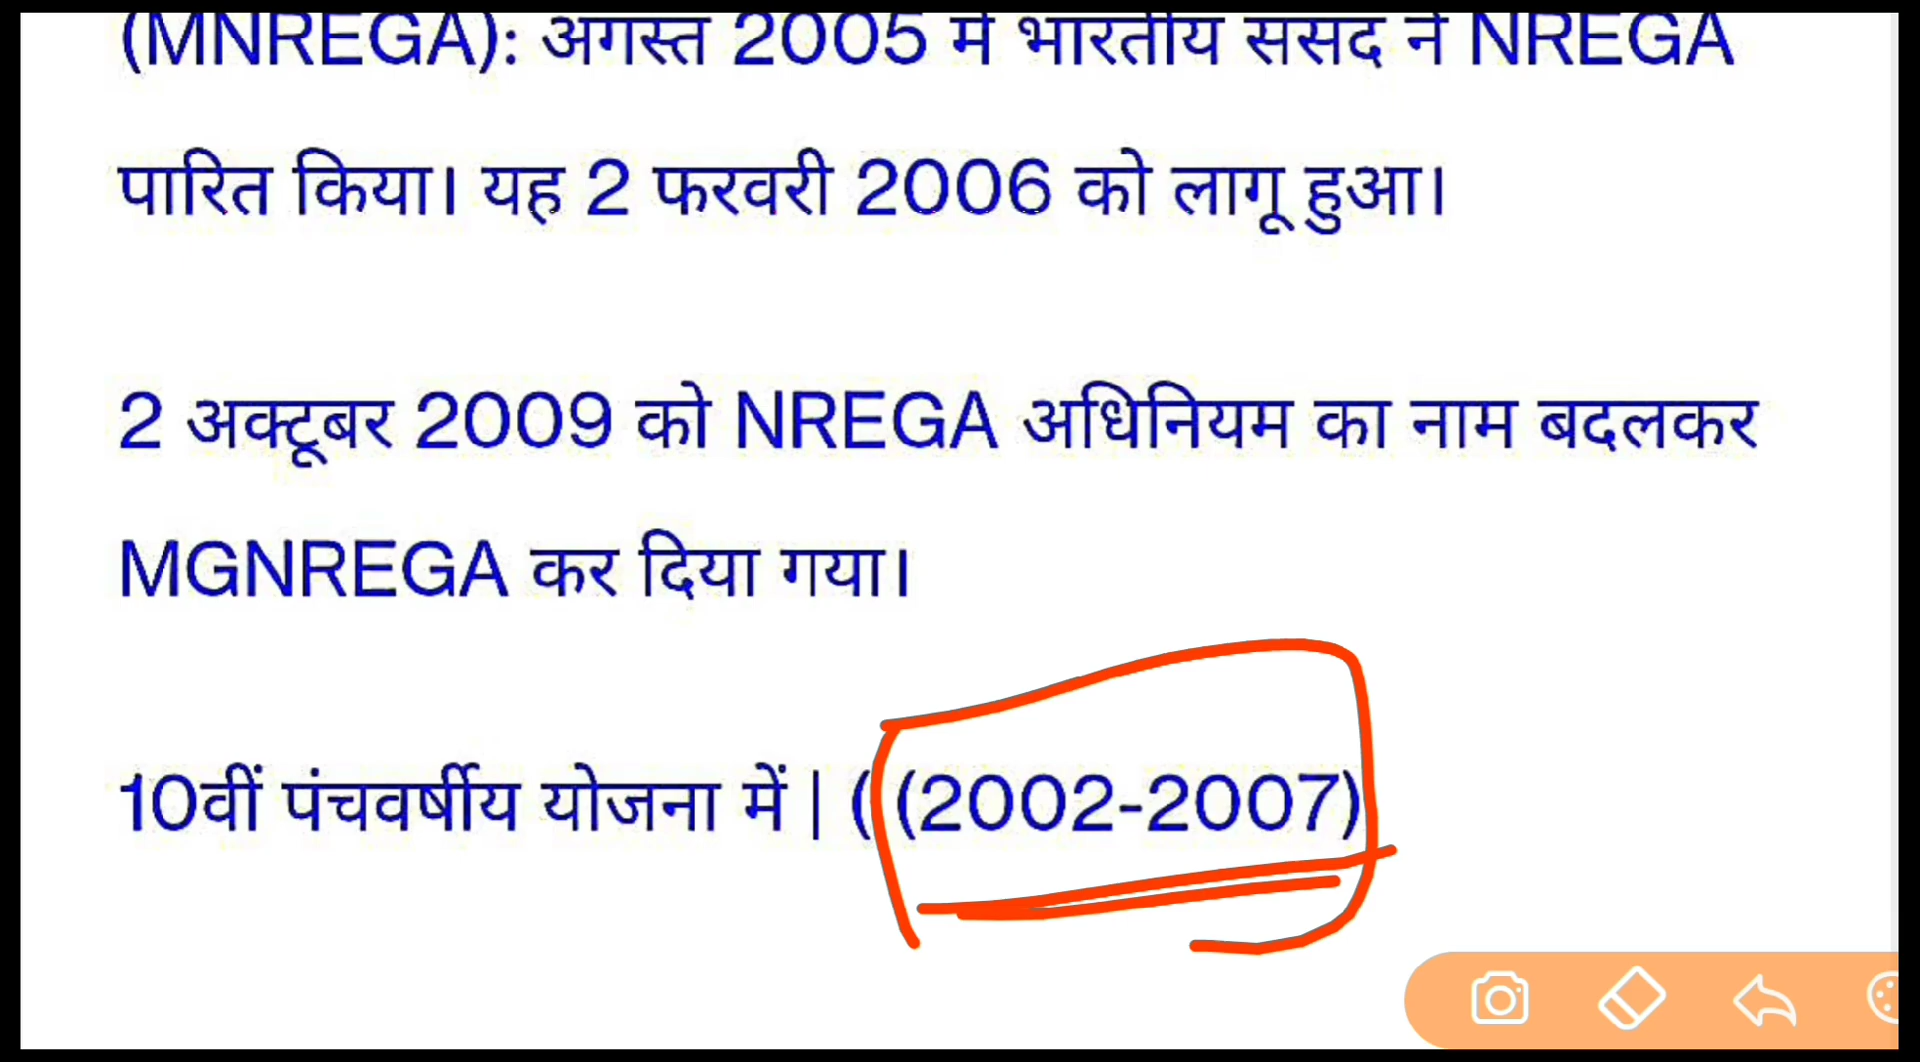 (MNREGA): अगस्त 2005 में भारतीय संसद ने NREGA
पारित किया। यह 2 फरवरी 2006 को लागू हुआ।
2 अक्टूबर 2009 को NREGA अधिनियम का नाम बदलकर
MGNREGA कर दिया गया।
10वीं पंचवर्षीय योजना में | ( (2002-2007)